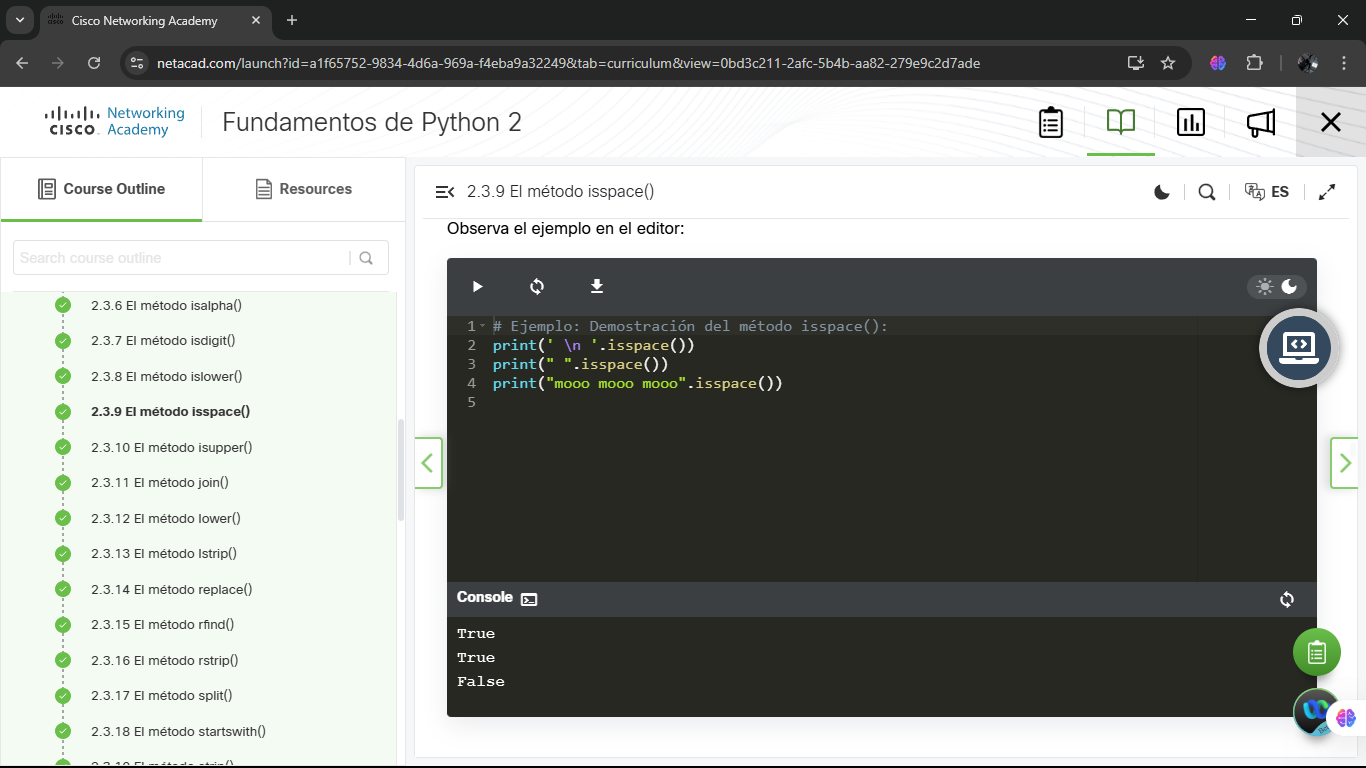 Cisco Networking Academy
netacad.com/launch?id=a1f65752-9834-4d6a-969a-f4eba9a32249&tab=curriculum&view=0bd3c211-2afc-5b4b-aa82-279e9c2d7ade
CISCO Networking Academy
Fundamentos de Python 2
Course Outline
Resources
Search course outline
2.3.6 El método isalpha()
2.3.7 El método isdigit()
2.3.8 El método islower()
2.3.9 El método isspace()
2.3.10 El método isupper()
2.3.11 El método join()
2.3.12 El método lower()
2.3.13 El método lstrip()
2.3.14 El método replace()
2.3.15 El método rfind()
2.3.16 El método rstrip()
2.3.17 El método split()
2.3.18 El método startswith()
2.3.19 El método strip()
2.3.9 El método isspace()
ES
Observa el ejemplo en el editor:
1 # Ejemplo: Demostración del método isspace():
2 print(' \n '.isspace())
3 print(" ".isspace())
4 print("mooo mooo mooo".isspace())
5
Console
True
True
False